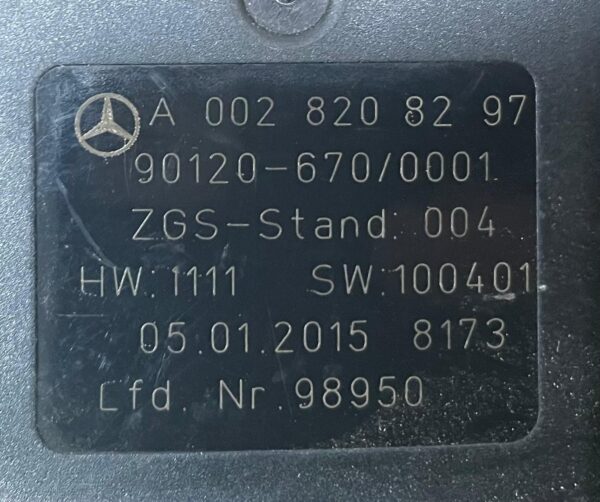 A 002 820 82 97
90120-670/0001
ZGS-Stand: 004
HW: 1111 SW: 100401
05.01.2015 8173
Lfd. Nr. 98950